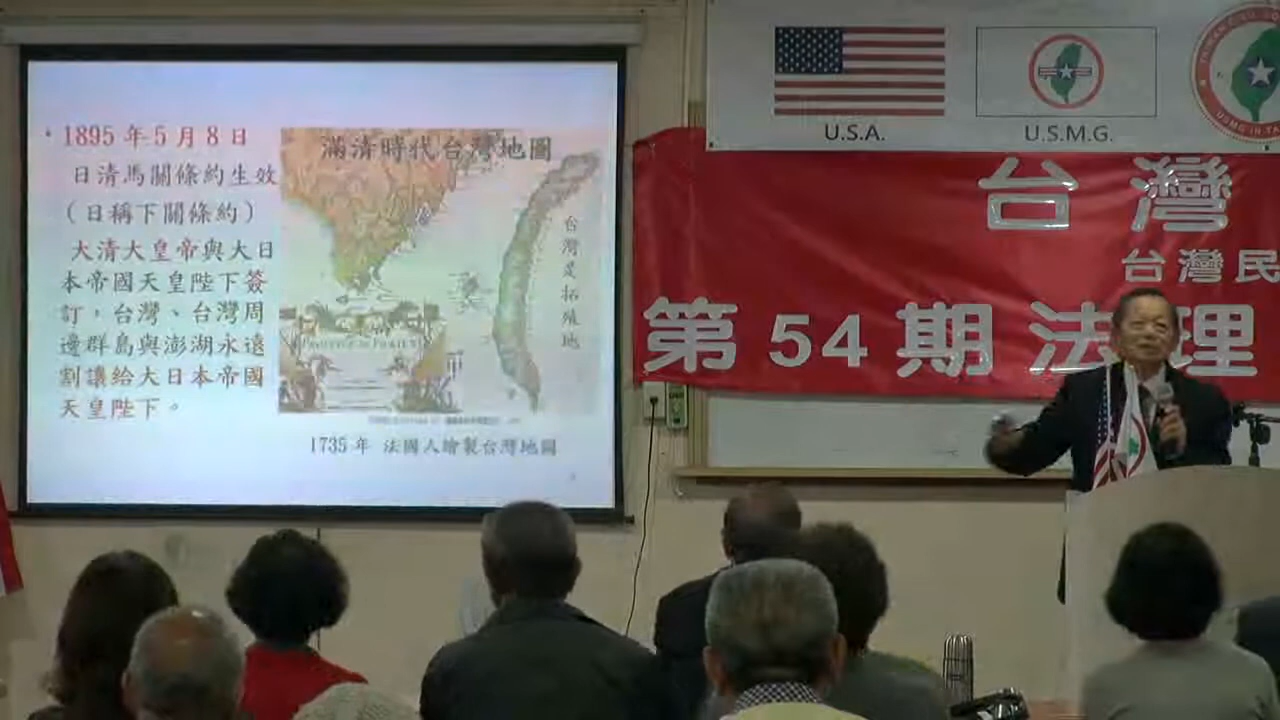 • 1895 年 5 月 8 日
日清馬關條約生效
（日稱下關條約）
大清大皇帝與大日
本帝國天皇陛下簽
訂，台灣、台灣周
邊群島與澎湖永遠
割讓給大日本帝國
天皇陛下。
滿清時代台灣地圖
台灣是拓殖地
1735 年 法國人繪製台灣地圖
U.S.A.
U.S.M.G.
台灣
台灣民
第 54 期 法理